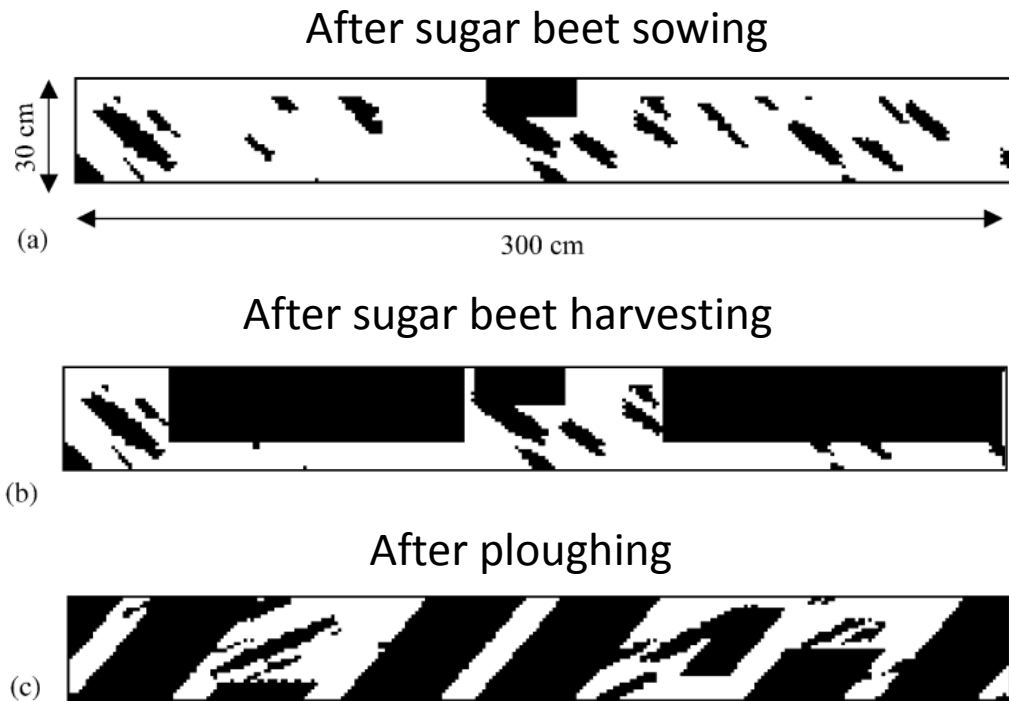 After sugar beet sowing
30 cm
(a)
300 cm
After sugar beet harvesting
(b)
After ploughing
(c)